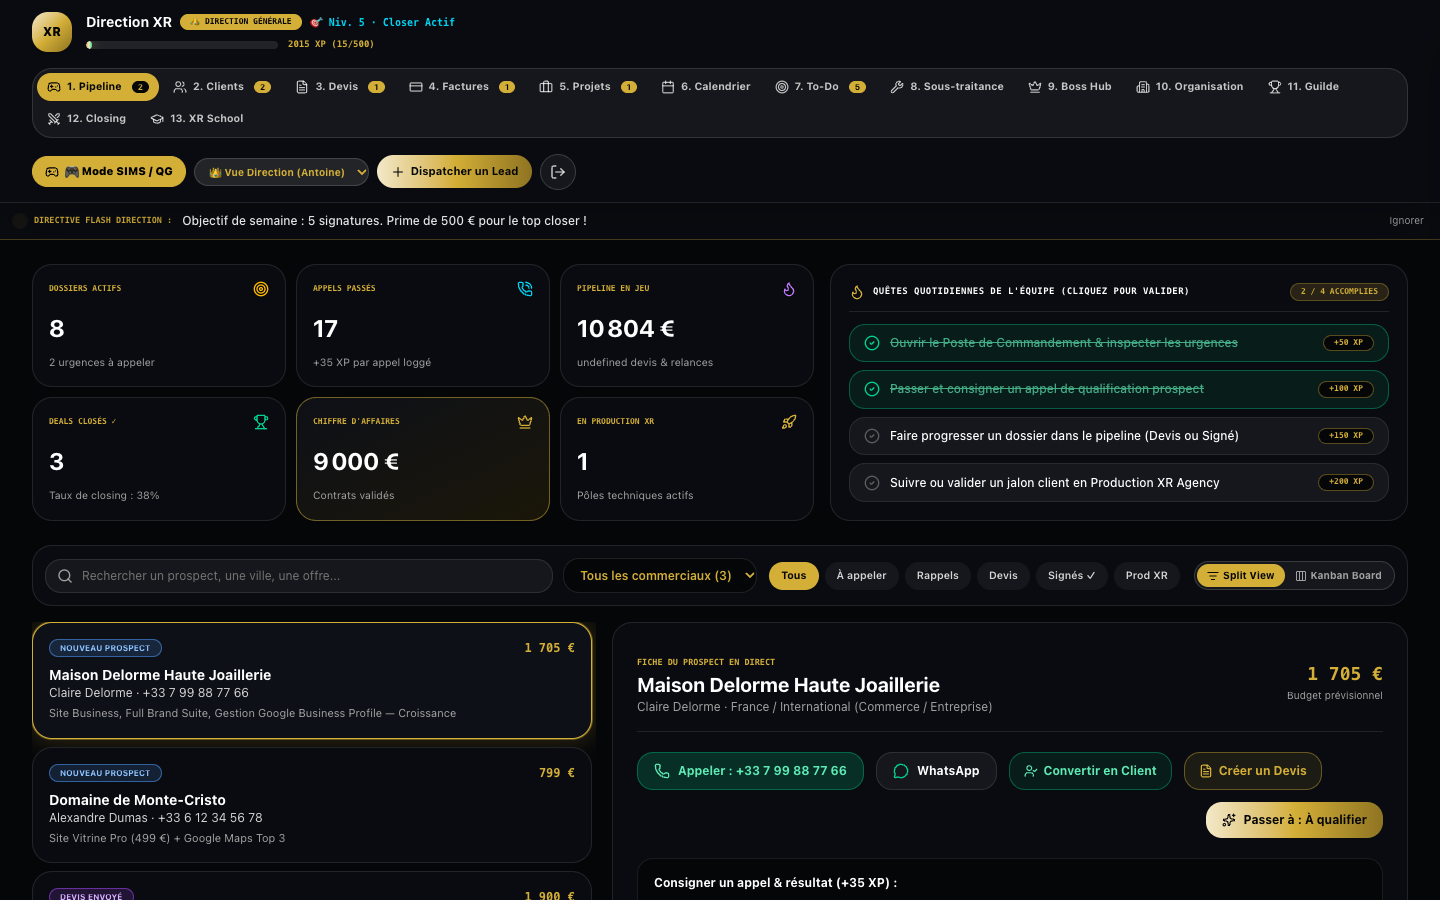 XR
Direction XR
DIRECTION GÉNÉRALE
Niv. 5 · Closer Actif
2015 XP (15/500)
1. Pipeline 2
2. Clients 2
3. Devis 1
4. Factures 1
5. Projets 1
6. Calendrier
7. To-Do 5
8. Sous-traitance
9. Boss Hub
10. Organisation
11. Guilde
12. Closing
13. XR School
Mode SIMS / QG
Vue Direction (Antoine)
Dispatcher un Lead
DIRECTIVE FLASH DIRECTION :
Objectif de semaine : 5 signatures. Prime de 500 € pour le top closer !
Ignorer
DOSSIERS ACTIFS
8
2 urgences à appeler
APPELS PASSÉS
17
+35 XP par appel loggé
PIPELINE EN JEU
10 804 €
undefined devis & relances
DEALS CLOSÉS ✓
3
Taux de closing : 38%
CHIFFRE D'AFFAIRES
9 000 €
Contrats validés
EN PRODUCTION XR
1
Pôles techniques actifs
QUÊTES QUOTIDIENNES DE L'ÉQUIPE (CLIQUEZ POUR VALIDER)
2 / 4 ACCOMPLIES
Ouvrir le Poste de Commandement & inspecter les urgences
+50 XP
Passer et consigner un appel de qualification prospect
+100 XP
Faire progresser un dossier dans le pipeline (Devis ou Signé)
+150 XP
Suivre ou valider un jalon client en Production XR Agency
+200 XP
Rechercher un prospect, une ville, une offre...
Tous les commerciaux (3)
Tous
À appeler
Rappels
Devis
Signés ✓
Prod XR
Split View
Kanban Board
NOUVEAU PROSPECT
1 705 €
Maison Delorme Haute Joaillerie
Claire Delorme · +33 7 99 88 77 66
Site Business, Full Brand Suite, Gestion Google Business Profile — Croissance
NOUVEAU PROSPECT
799 €
Domaine de Monte-Cristo
Alexandre Dumas · +33 6 12 34 56 78
Site Vitrine Pro (499 €) + Google Maps Top 3
DEVIS ENVOYÉ
1 900 €
FICHE DU PROSPECT EN DIRECT
Maison Delorme Haute Joaillerie
Claire Delorme · France / International (Commerce / Entreprise)
1 705 €
Budget prévisionnel
Appeler : +33 7 99 88 77 66
WhatsApp
Convertir en Client
Créer un Devis
Passer à : À qualifier
Consigner un appel & résultat (+35 XP) :